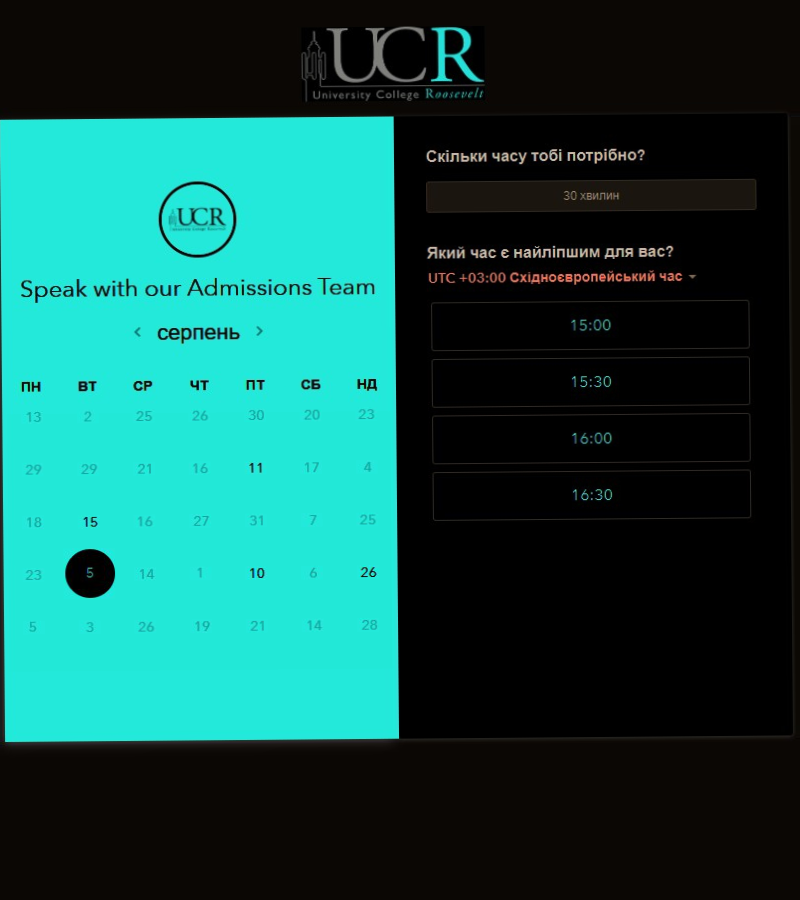 UCR
University College Roosevelt
UCR
University College Roosevelt
Speak with our Admissions Team
серпень
ПН ВТ СР ЧТ ПТ СБ НД
13 2 25 26 30 20 23
29 29 21 16 11 17 4
18 15 16 27 31 7 25
23 5 14 1 10 6 26
5 3 26 19 21 14 28
Скільки часу тобі потрібно?
30 хвилин
Який час є найліпшим для вас?
UTC +03:00 Східноєвропейський час
15:00
15:30
16:00
16:30